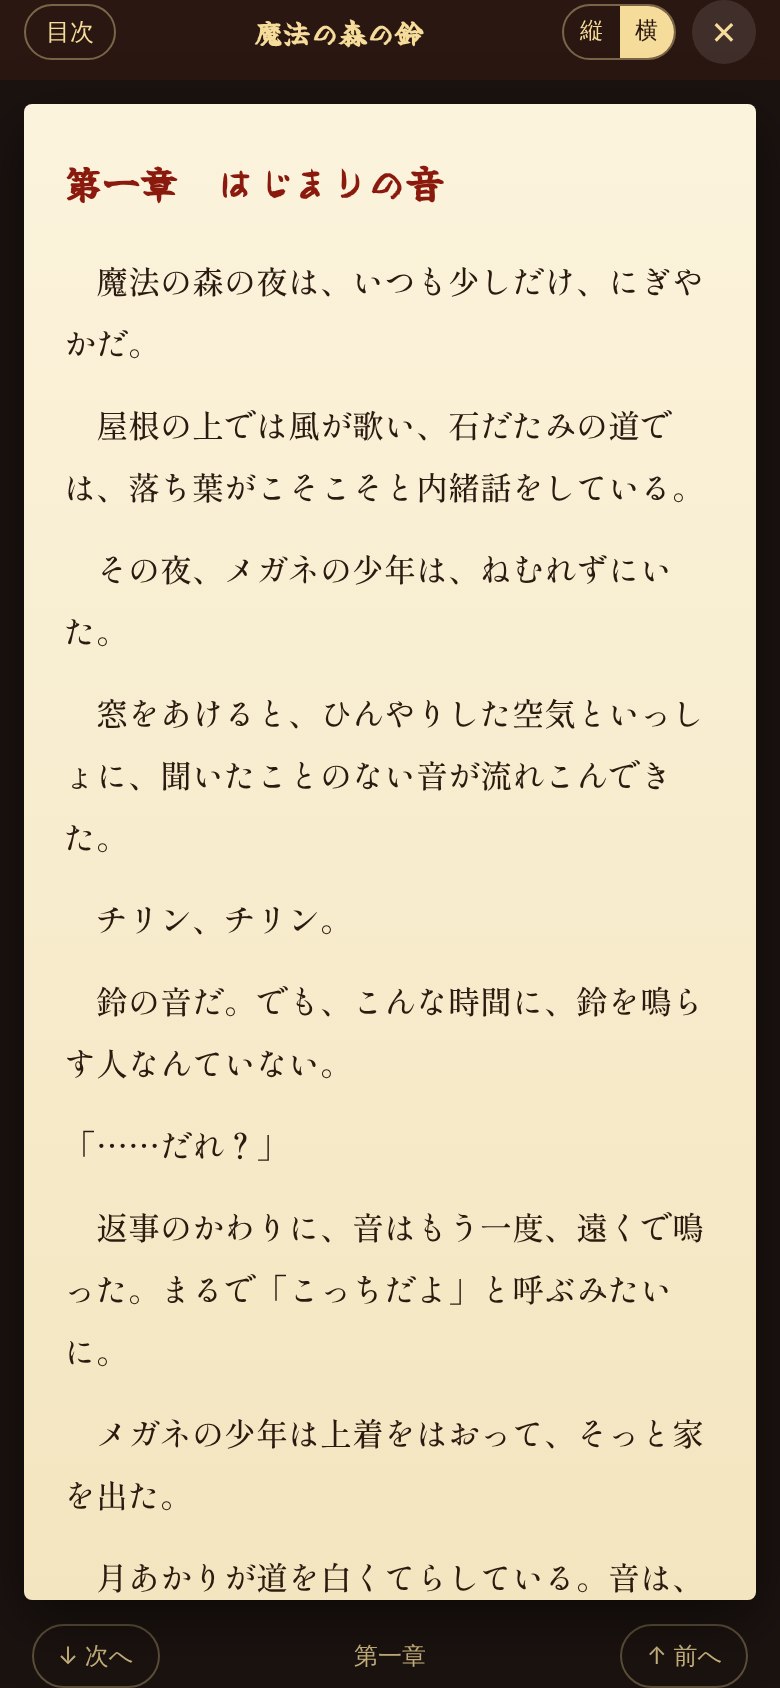 目次
魔法の森の鈴
縦 横 ✕
第一章　はじまりの音
　魔法の森の夜は、いつも少しだけ、にぎや
かだ。
　屋根の上では風が歌い、石だたみの道で
は、落ち葉がこそこそと内緒話をしている。
　その夜、メガネの少年は、ねむれずにい
た。
　窓をあけると、ひんやりした空気といっし
ょに、聞いたことのない音が流れこんでき
た。
　チリン、チリン。
　鈴の音だ。でも、こんな時間に、鈴を鳴ら
す人なんていない。
「……だれ？」
　返事のかわりに、音はもう一度、遠くで鳴
った。まるで「こっちだよ」と呼ぶみたい
に。
　メガネの少年は上着をはおって、そっと家
を出た。
　月あかりが道を白くてらしている。音は、
↓ 次へ
第一章
↑ 前へ